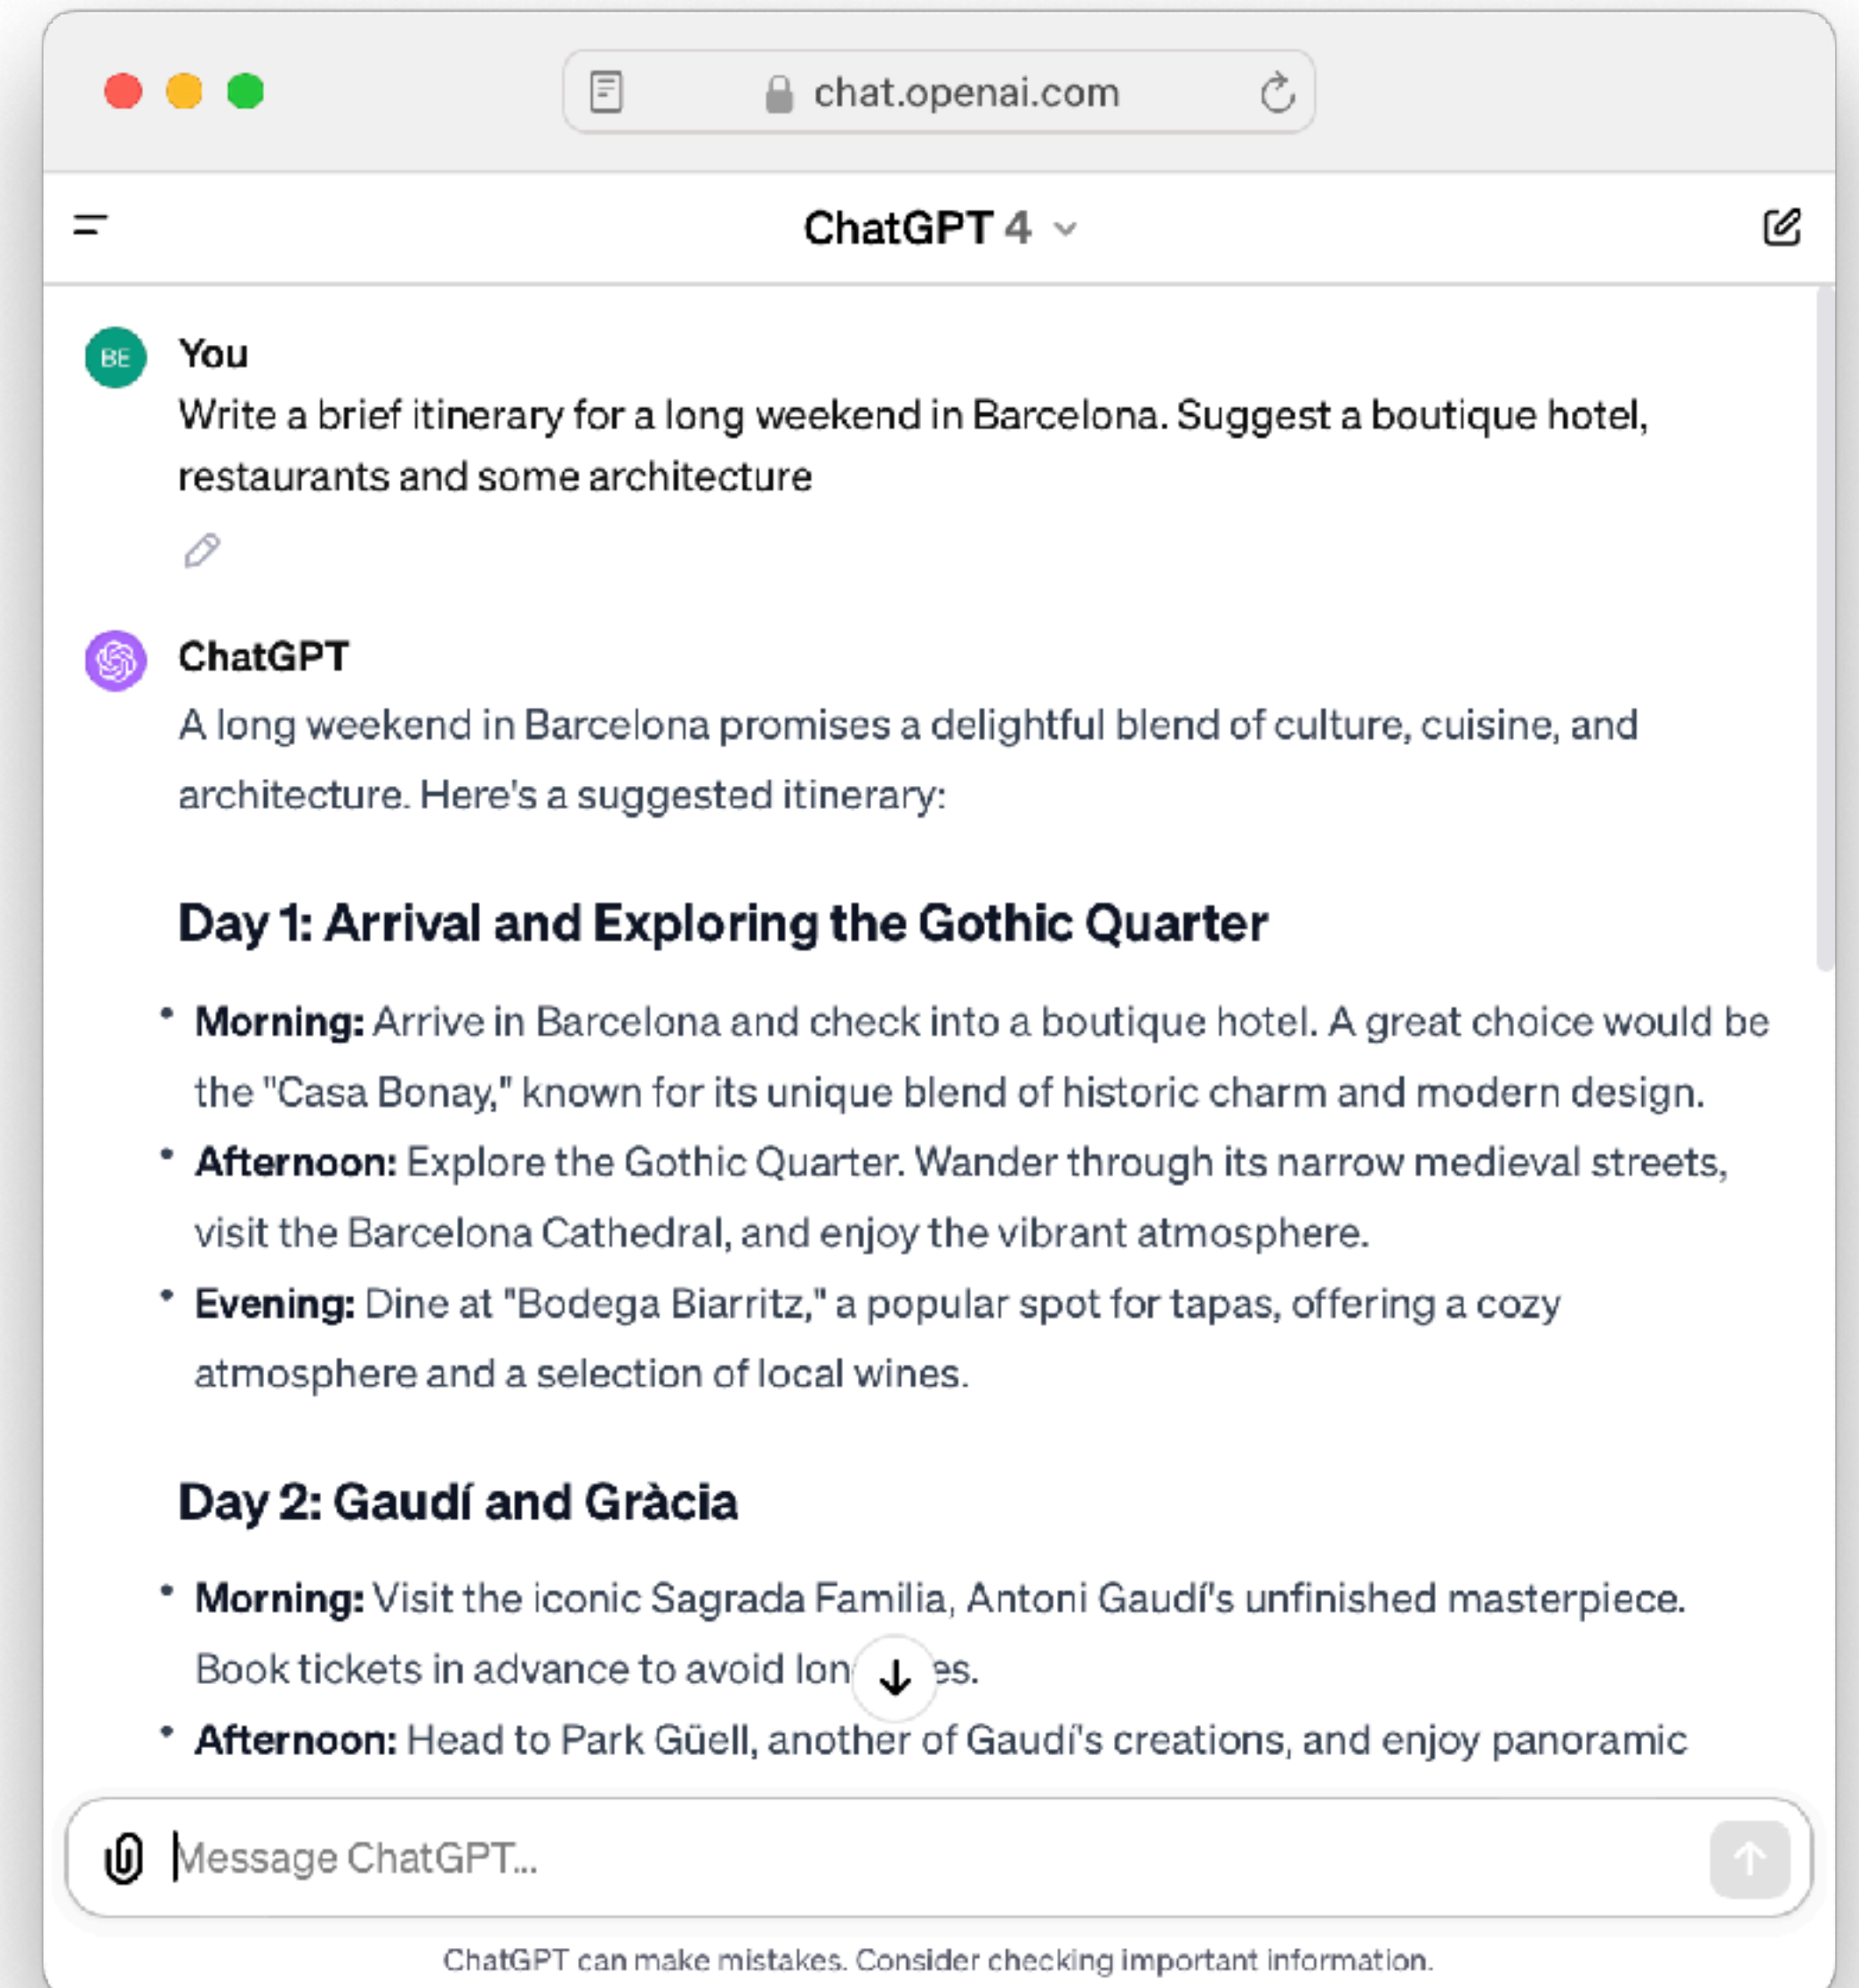 chat.openai.com
ChatGPT 4
BE
You
Write a brief itinerary for a long weekend in Barcelona. Suggest a boutique hotel,
restaurants and some architecture
ChatGPT
A long weekend in Barcelona promises a delightful blend of culture, cuisine, and
architecture. Here's a suggested itinerary:
Day 1: Arrival and Exploring the Gothic Quarter
• Morning: Arrive in Barcelona and check into a boutique hotel. A great choice would be
the "Casa Bonay," known for its unique blend of historic charm and modern design.
• Afternoon: Explore the Gothic Quarter. Wander through its narrow medieval streets,
visit the Barcelona Cathedral, and enjoy the vibrant atmosphere.
• Evening: Dine at "Bodega Biarritz," a popular spot for tapas, offering a cozy
atmosphere and a selection of local wines.
Day 2: Gaudí and Gràcia
• Morning: Visit the iconic Sagrada Familia, Antoni Gaudí's unfinished masterpiece.
Book tickets in advance to avoid
• Afternoon: Head to Park Güell, another of Gaudí's creations, and enjoy panoramic
Message ChatGPT...
ChatGPT can make mistakes. Consider checking important information.